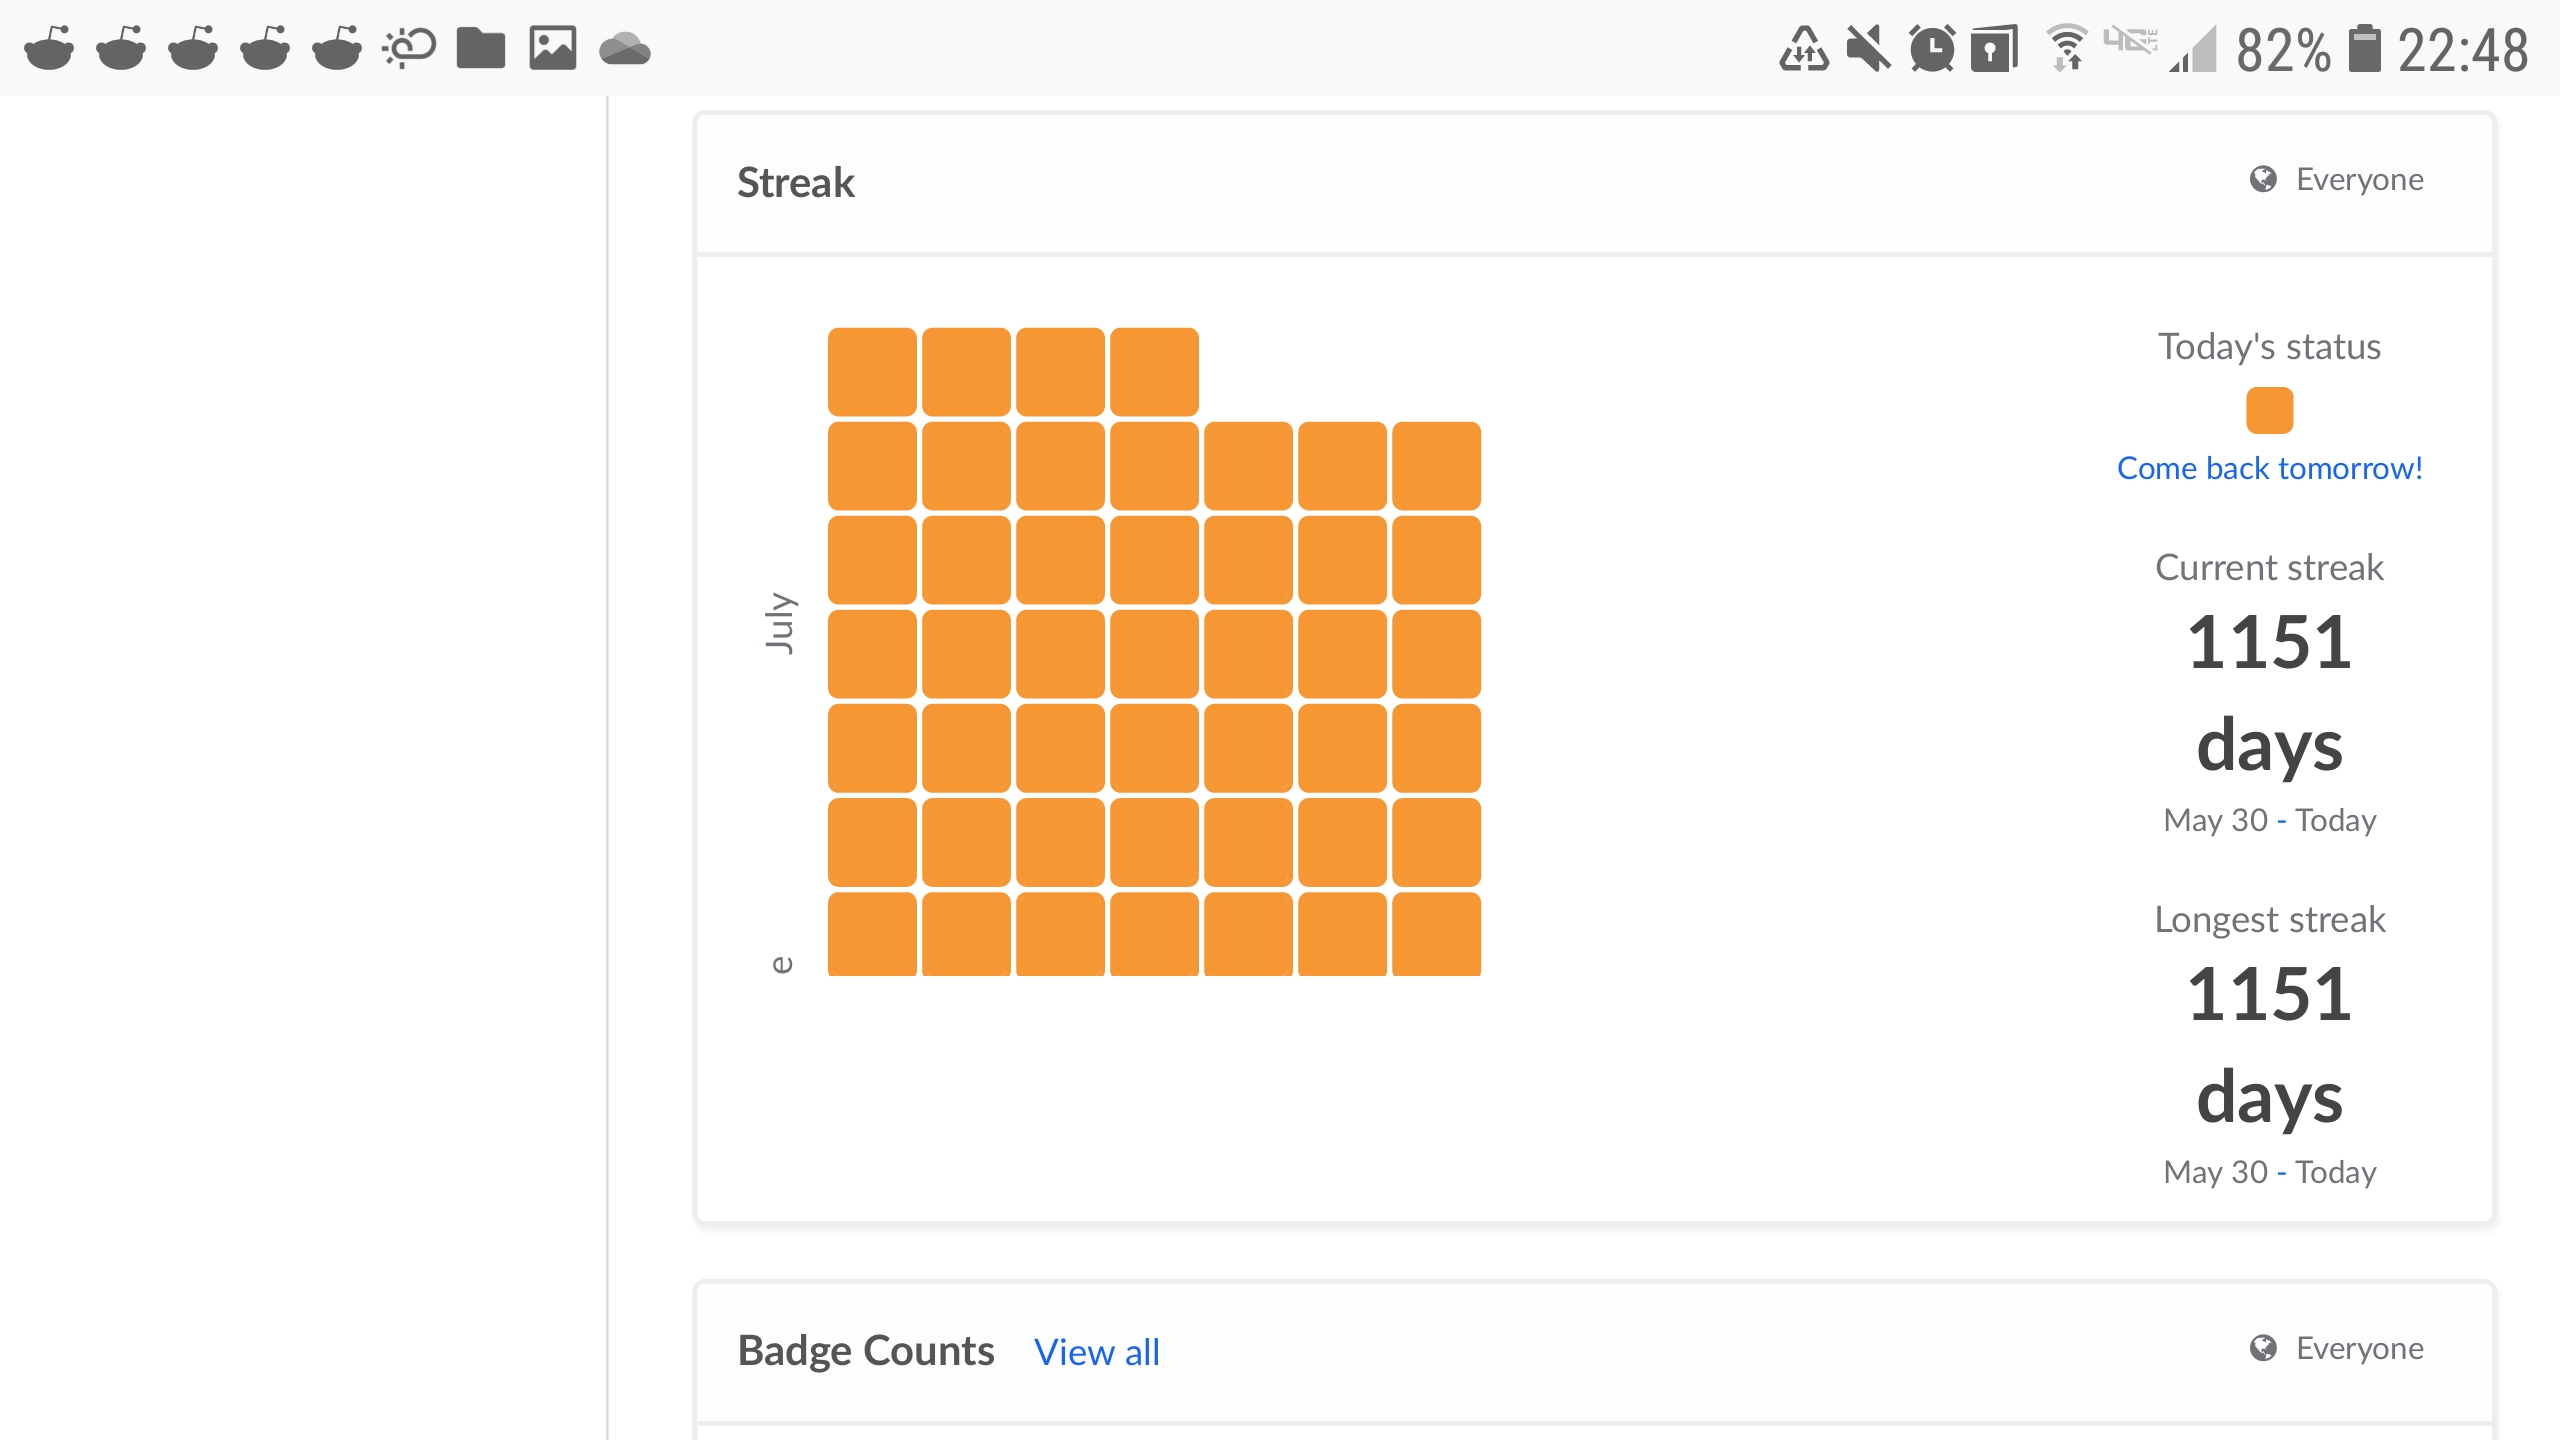 82% 22:48
Streak
Everyone
Today's status
Come back tomorrow!
July
Current streak
1151
days
May 30 - Today
e
Longest streak
1151
days
May 30 - Today
Badge Counts View all
Everyone